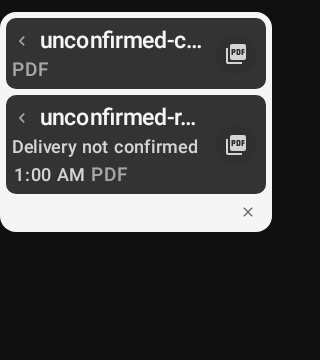 unconfirmed-c...
PDF
PDF
unconfirmed-r...
PDF
Delivery not confirmed
1:00 AM PDF